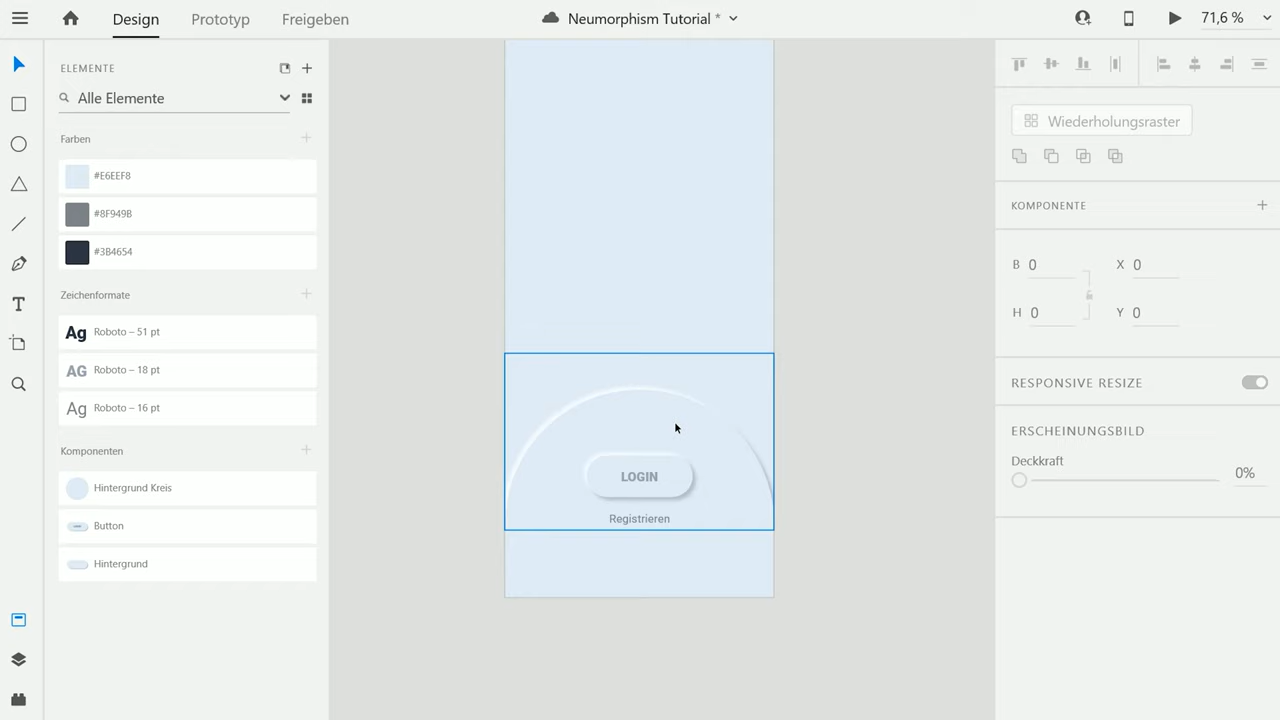 Design
Prototyp
Freigeben
Neumorphism Tutorial *
71,6 %
ELEMENTE
Alle Elemente
Farben
#E6EEF8
#8F949B
#3B4654
Zeichenformate
Ag Roboto – 51 pt
AG Roboto – 18 pt
Ag Roboto – 16 pt
Komponenten
Hintergrund Kreis
Button
Hintergrund
LOGIN
Registrieren
Wiederholungsraster
KOMPONENTE
B 0 X 0
H 0 Y 0
RESPONSIVE RESIZE
ERSCHEINUNGSBILD
Deckkraft
0%